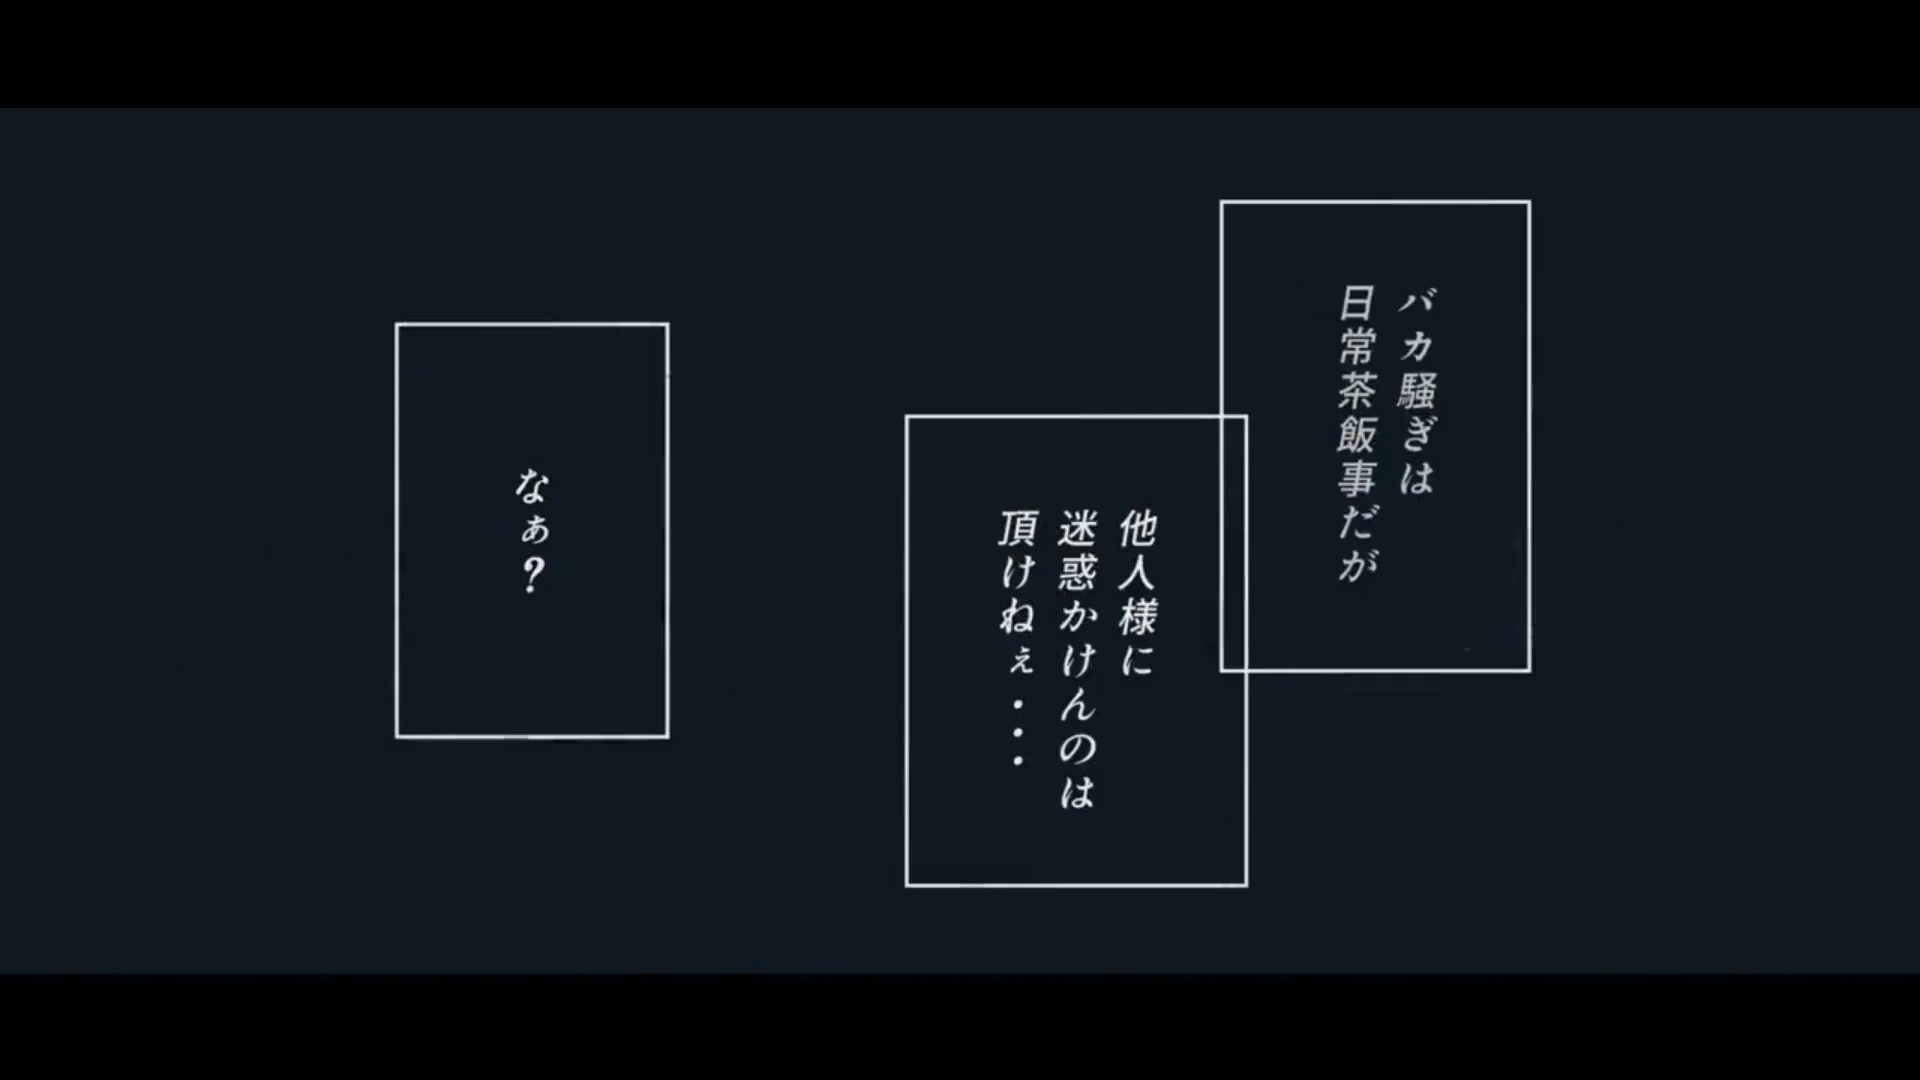 バカ騒ぎは
日常茶飯事だが
他人様に
迷惑かけんのは
頂けねぇ・・・
なぁ?